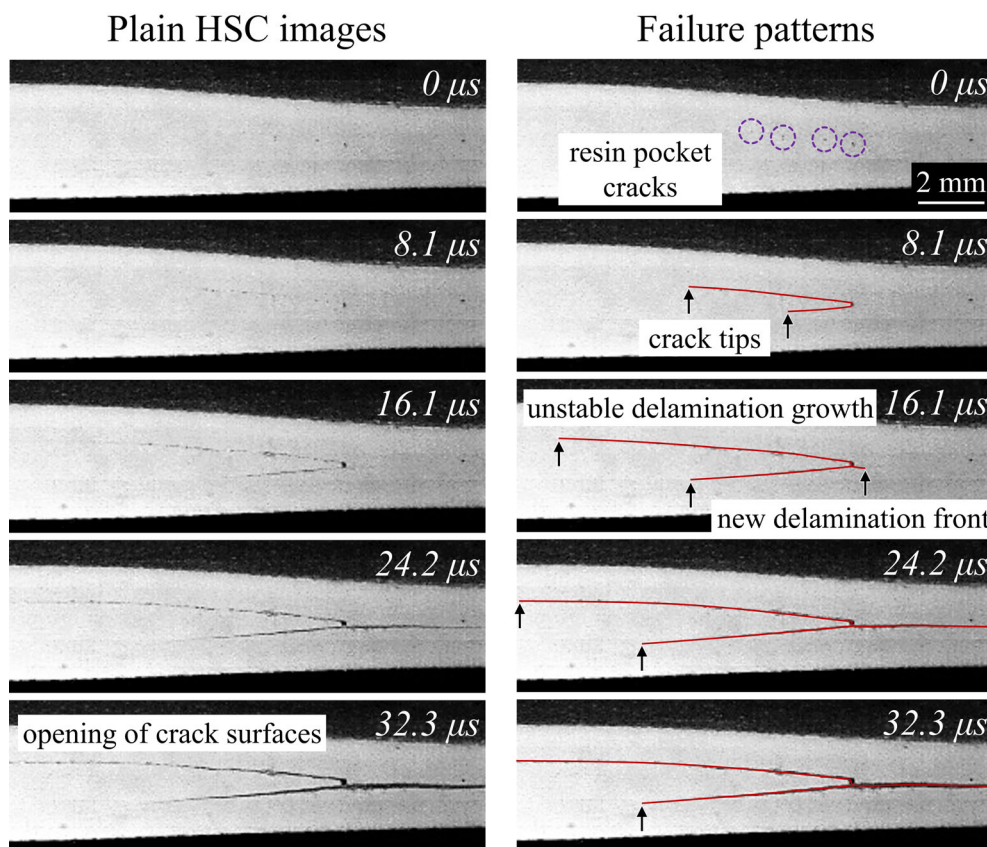 Plain HSC images
Failure patterns
0 μs
0 μs
resin pocket
cracks
2 mm
8.1 μs
8.1 μs
crack tips
16.1 μs
unstable delamination growth
16.1 μs
new delamination front
24.2 μs
24.2 μs
opening of crack surfaces
32.3 μs
32.3 μs